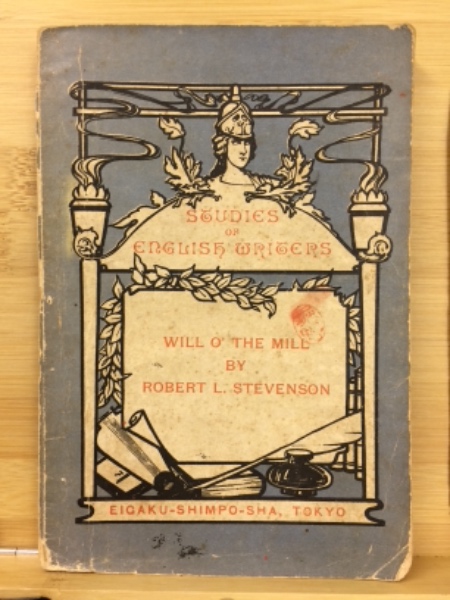 STUDIES
OF
ENGLISH WRITERS
WILL O' THE MILL
BY
ROBERT L. STEVENSON
EIGAKU-SHIMPO-SHA, TOKYO